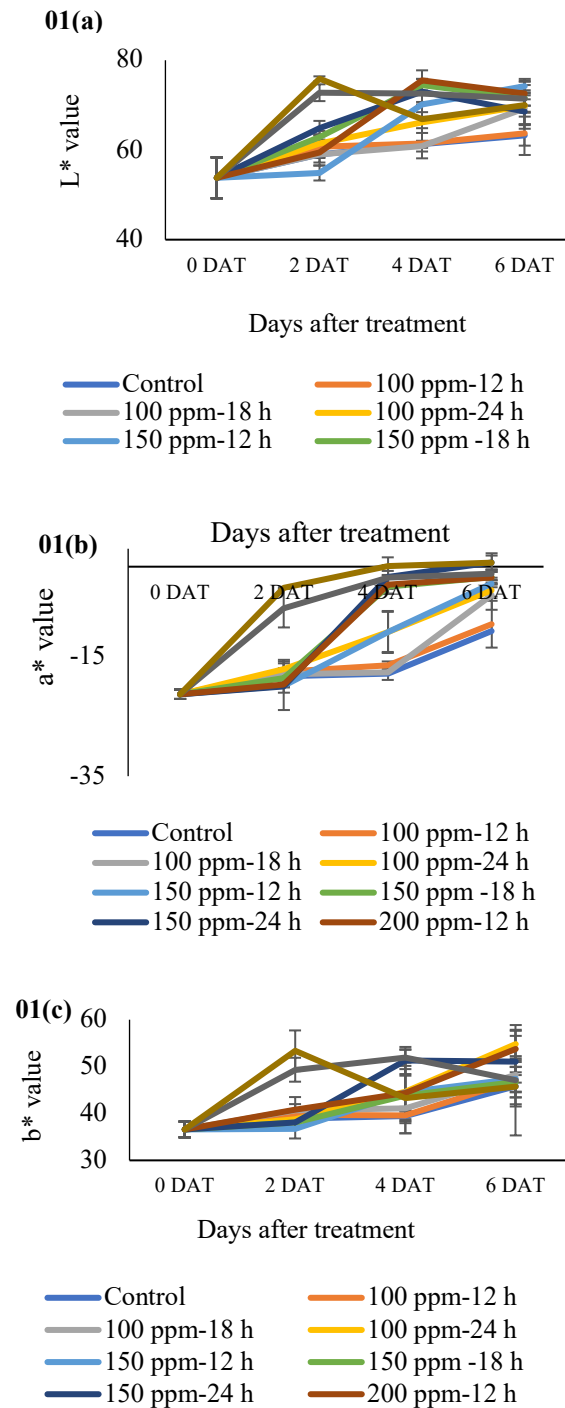 01(a)
80
60
40
L* value
0 DAT 2 DAT 4 DAT 6 DAT
Days after treatment
Control 100 ppm-12 h
100 ppm-18 h 100 ppm-24 h
150 ppm-12 h 150 ppm -18 h
01(b)
Days after treatment
0 DAT 2 DAT 4 DAT 6 DAT
a* value
-15
-35
Control 100 ppm-12 h
100 ppm-18 h 100 ppm-24 h
150 ppm-12 h 150 ppm -18 h
150 ppm-24 h 200 ppm-12 h
01(c)
60
50
40
30
b* value
0 DAT 2 DAT 4 DAT 6 DAT
Days after treatment
Control 100 ppm-12 h
100 ppm-18 h 100 ppm-24 h
150 ppm-12 h 150 ppm -18 h
150 ppm-24 h 200 ppm-12 h